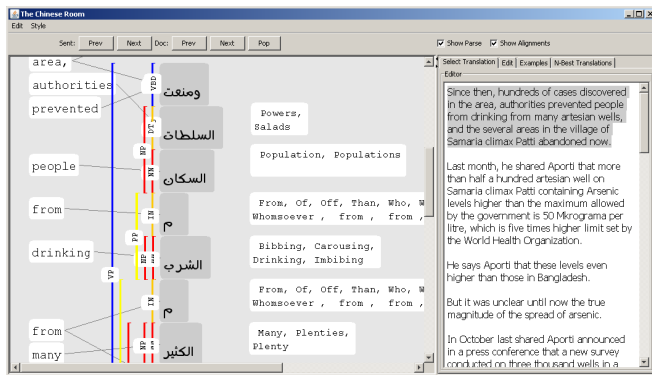 The Chinese Room
Edit Style
Sent: Prev Next Doc: Prev Next Pop
Show Parse Show Alignments
area,
authorities
prevented
people
from
drinking
from
many
VBD
DT
NP
NN
IN
PP
NP
VP
IN
NP
ومنعت
السلطات
السكان
م
الشرب
م
الكثير
Powers,
Salads
Population, Populations
From, Of, Off, Than, Who, W
Whomsoever , from , from ,
Bibbing, Carousing,
Drinking, Imbibing
From, Of, Off, Than, Who, W
Whomsoever , from , from ,
Many, Plenties,
Plenty
Select Translation Edit Examples N-Best Translations
Editor
Since then, hundreds of cases discovered
in the area, authorities prevented people
from drinking from many artesian wells,
and the several areas in the village of
Samaria climax Patti abandoned now.
Last month, he shared Aporti that more
than half a hundred artesian well on
Samaria climax Patti containing Arsenic
levels higher than the maximum allowed
by the government is 50 Mkrograma per
litre, which is five times higher limit set by
the World Health Organization.
He says Aporti that these levels even
higher than those in Bangladesh.
But it was unclear until now the true
magnitude of the spread of arsenic.
In October last shared Aporti announced
in a press conference that a new survey
conducted on three thousand wells in a